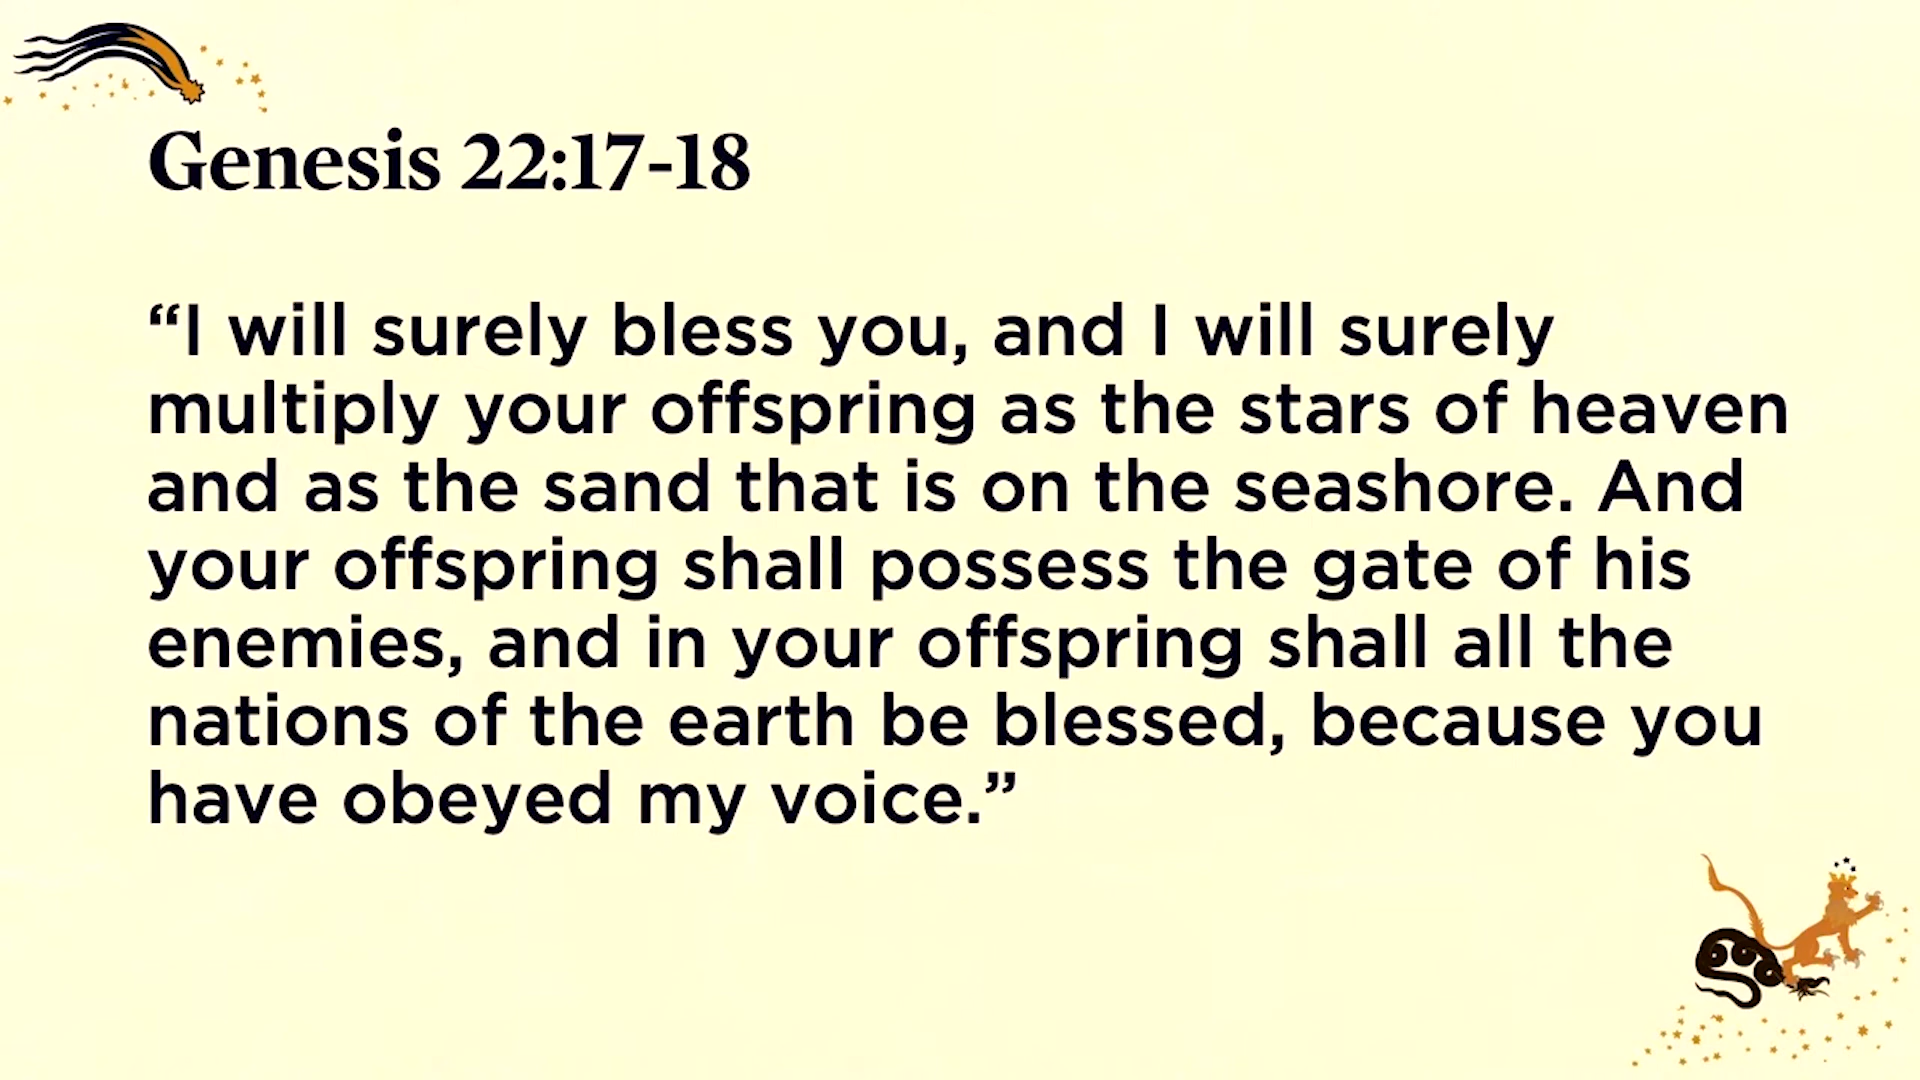 Genesis 22:17-18
“I will surely bless you, and I will surely
multiply your offspring as the stars of heaven
and as the sand that is on the seashore. And
your offspring shall possess the gate of his
enemies, and in your offspring shall all the
nations of the earth be blessed, because you
have obeyed my voice.”